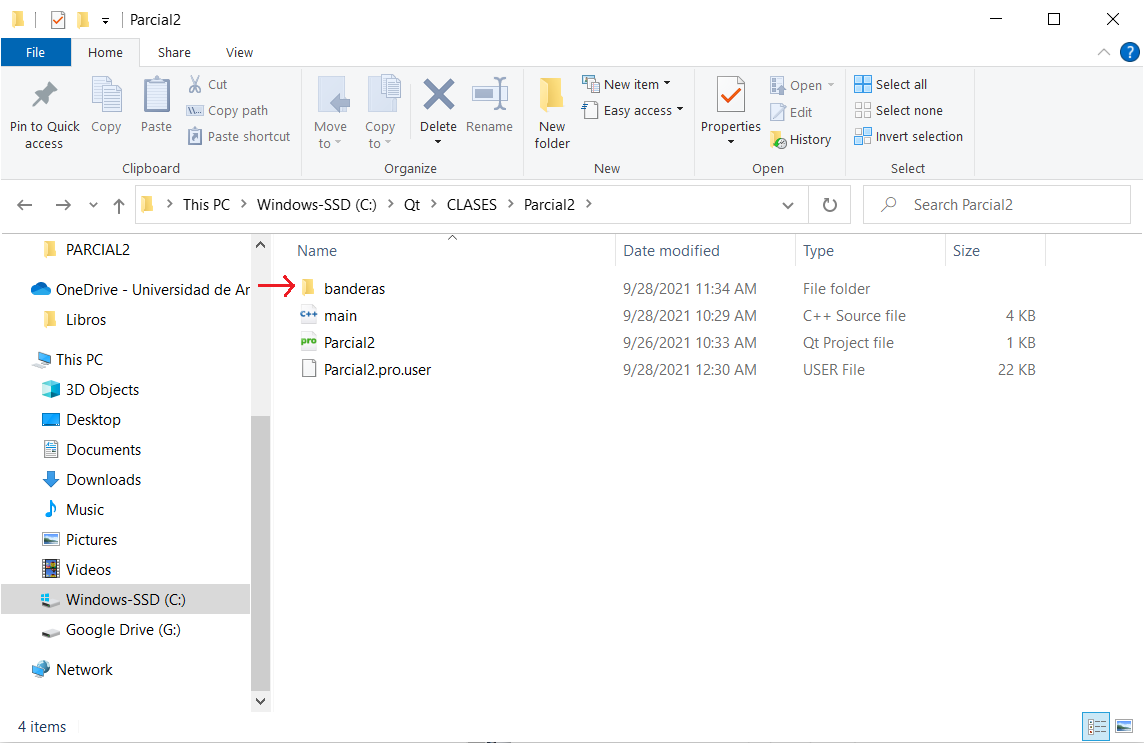 Parcial2
File Home Share View
Pin to Quick access
Copy
Paste
Cut
Copy path
Paste shortcut
Clipboard
Move to
Copy to
Delete
Rename
Organize
New folder
New item
Easy access
New
Properties
Open
Edit
History
Open
Select all
Select none
Invert selection
Select
This PC > Windows-SSD (C:) > Qt > CLASES > Parcial2 >
Search Parcial2
PARCIAL2
OneDrive - Universidad de An
Libros
This PC
3D Objects
Desktop
Documents
Downloads
Music
Pictures
Videos
Windows-SSD (C:)
Google Drive (G:)
Network
Name Date modified Type Size
banderas 9/28/2021 11:34 AM File folder
C++ main 9/28/2021 10:29 AM C++ Source file 4 KB
pro Parcial2 9/26/2021 10:33 AM Qt Project file 1 KB
Parcial2.pro.user 9/28/2021 12:30 AM USER File 22 KB
4 items